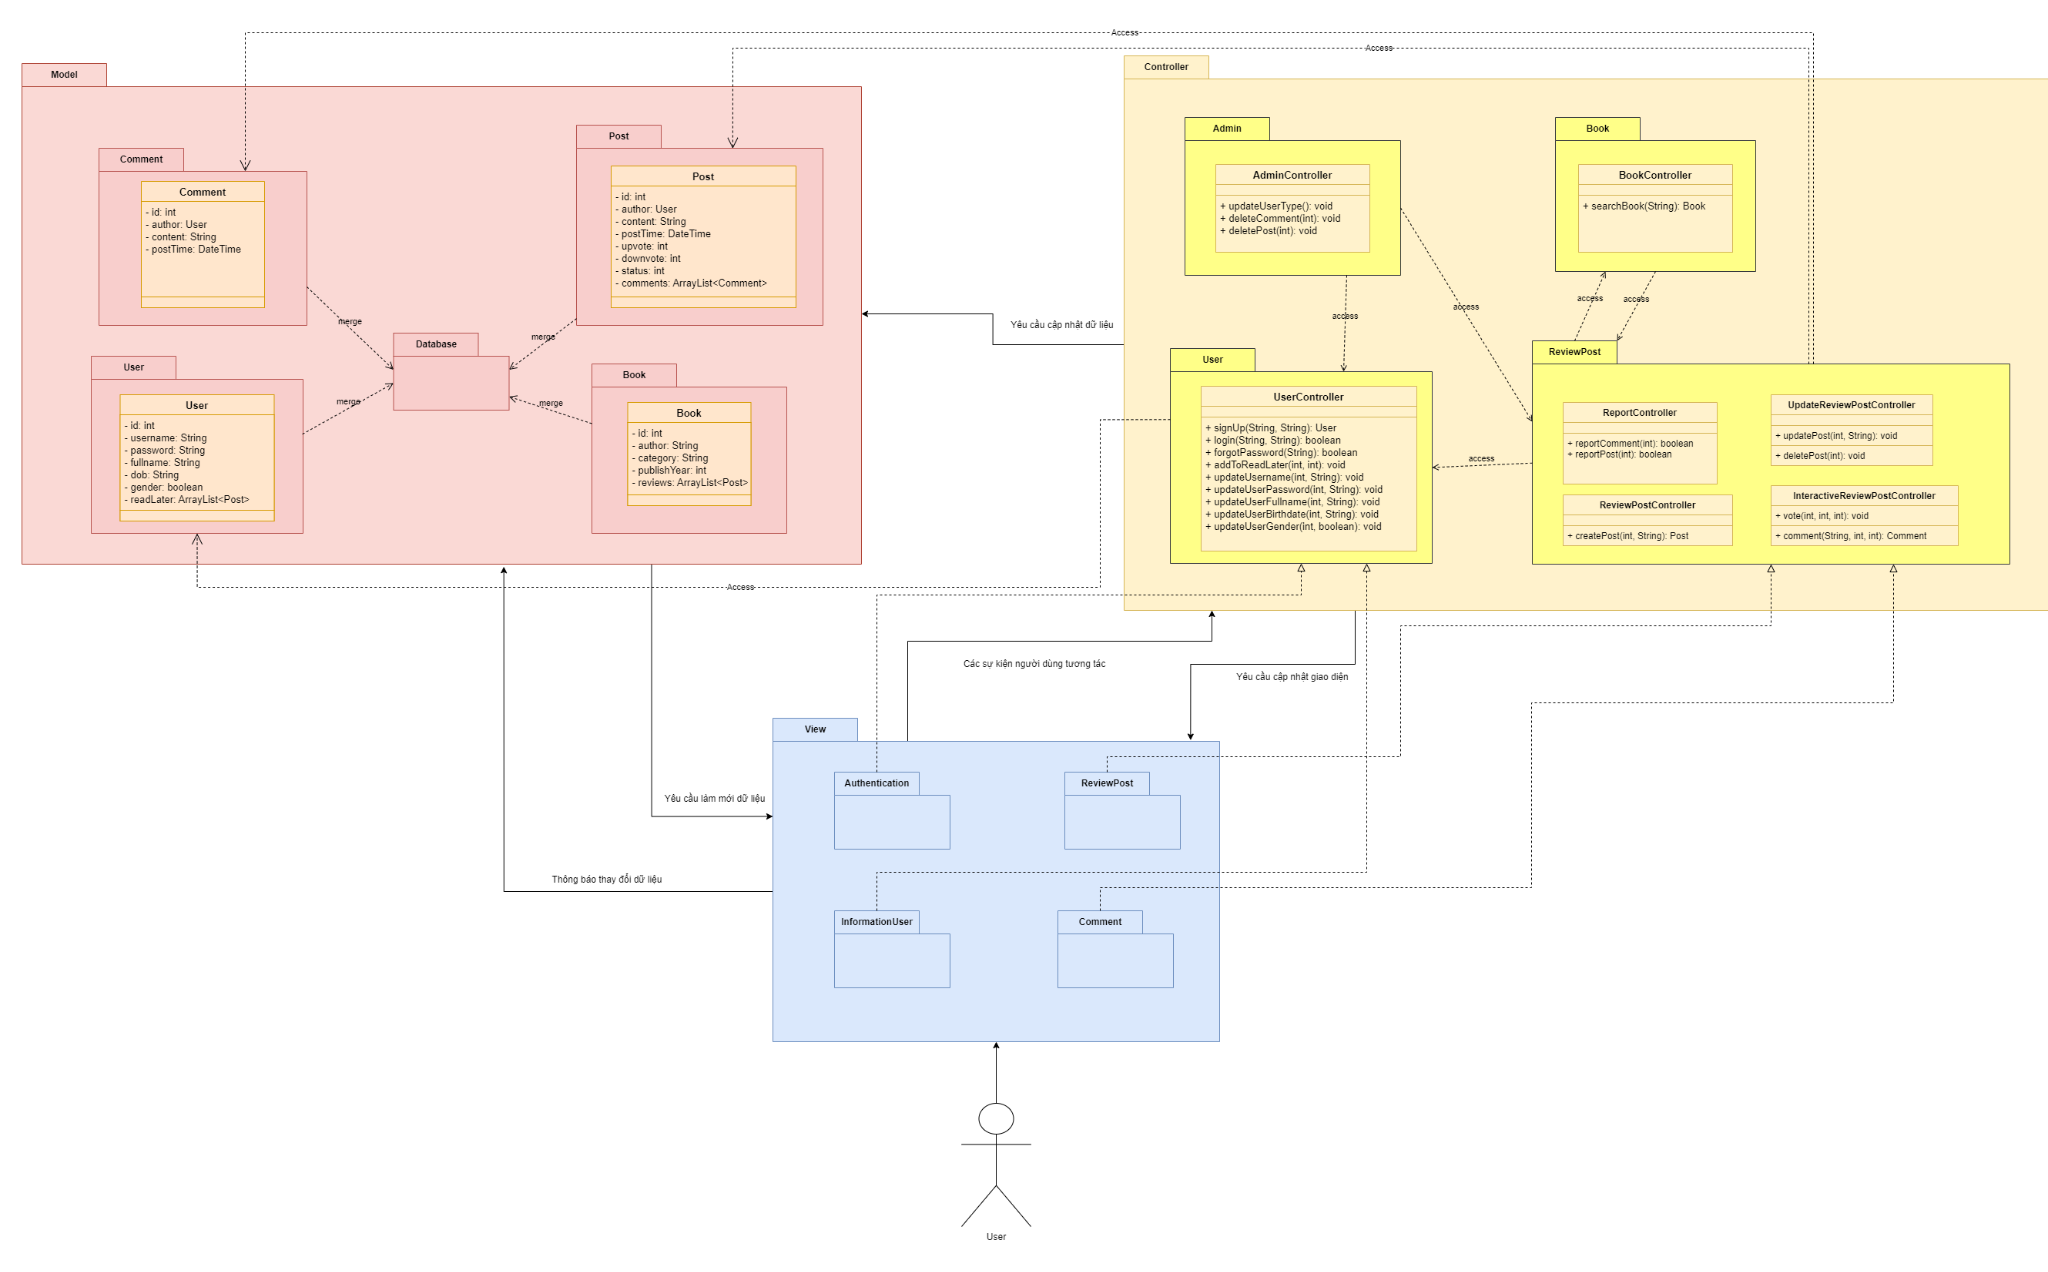 Access
Access
Model
Comment
Comment
- id: int
- author: User
- content: String
- postTime: DateTime
Post
Post
- id: int
- author: User
- content: String
- postTime: DateTime
- upvote: int
- downvote: int
- status: int
- comments: ArrayList<Comment>
merge
merge
Database
User
User
- id: int
- username: String
- password: String
- fullname: String
- dob: String
- gender: boolean
- readLater: ArrayList<Post>
merge
merge
Book
Book
- id: int
- author: String
- category: String
- publishYear: int
- reviews: ArrayList<Post>
Access
Yêu cầu cập nhật dữ liệu
Controller
Admin
AdminController
+ updateUserType(): void
+ deleteComment(int): void
+ deletePost(int): void
Book
BookController
+ searchBook(String): Book
access
access
access
access
access
User
UserController
+ signUp(String, String): User
+ login(String, String): boolean
+ forgotPassword(String): boolean
+ addToReadLater(int, int): void
+ updateUsername(int, String): void
+ updateUserPassword(int, String): void
+ updateUserFullname(int, String): void
+ updateUserBirthdate(int, String): void
+ updateUserGender(int, boolean): void
ReviewPost
ReportController
+ reportComment(int): boolean
+ reportPost(int): boolean
UpdateReviewPostController
+ updatePost(int, String): void
+ deletePost(int): void
ReviewPostController
+ createPost(int, String): Post
InteractiveReviewPostController
+ vote(int, int, int): void
+ comment(String, int, int): Comment
Các sự kiện người dùng tương tác
Yêu cầu cập nhật giao diện
Yêu cầu làm mới dữ liệu
Thông báo thay đổi dữ liệu
View
Authentication
ReviewPost
InformationUser
Comment
User